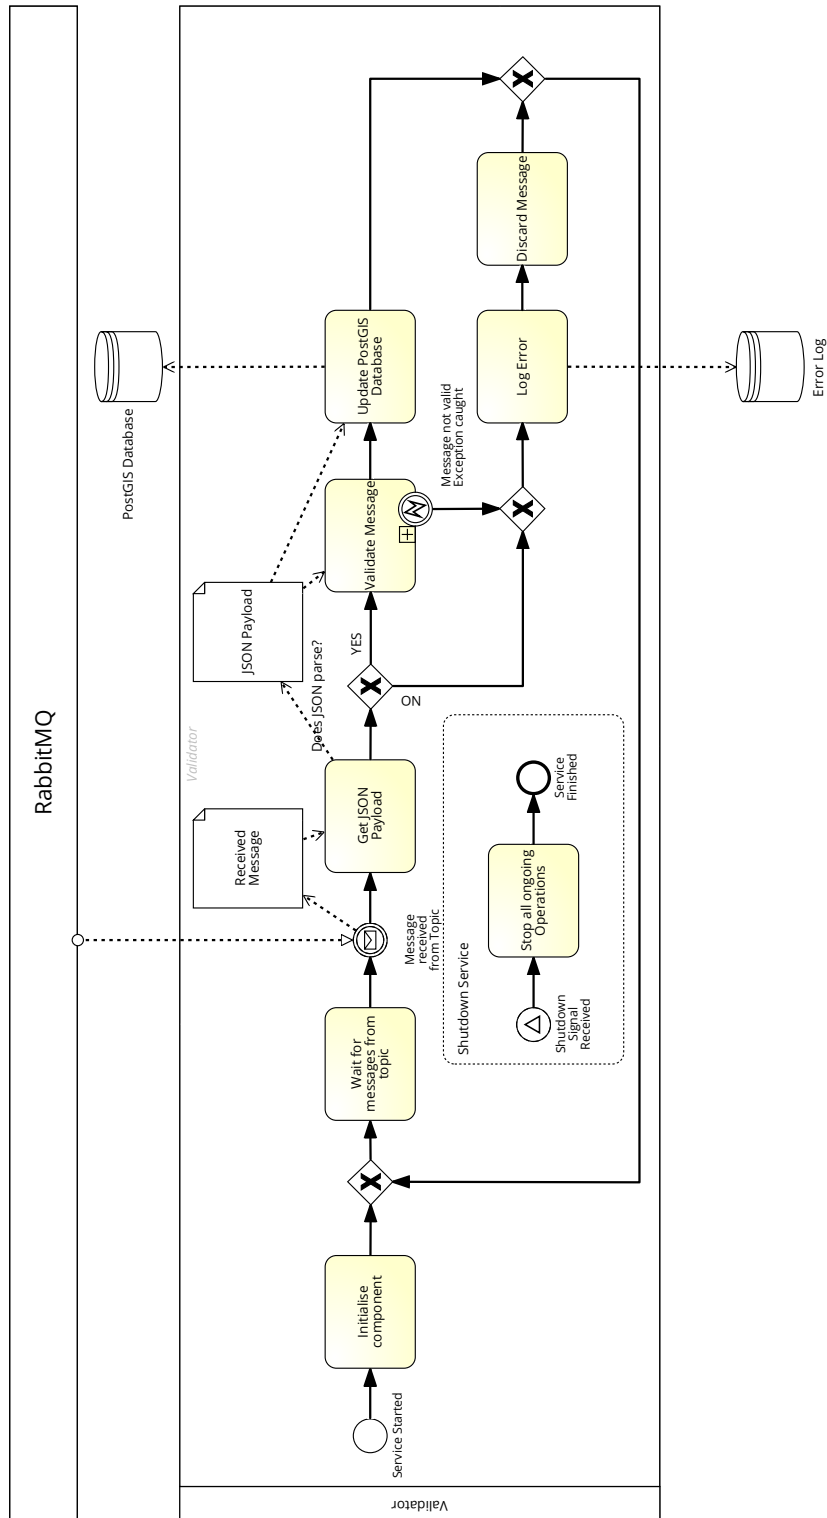 RabbitMQ
PostGIS Database
Validator
Validator
Service Started
Initialise
component
Wait for
messages from
topic
Message
received
from Topic
Received
Message
Get JSON
Payload
Does JSON parse?
JSON Payload
YES
ON
Validate Message
Message not valid
Exception caught
Update PostGIS
Database
Log Error
Discard Message
Shutdown Service
Shutdown
Signal
Received
Stop all ongoing
Operations
Service
Finished
Error Log